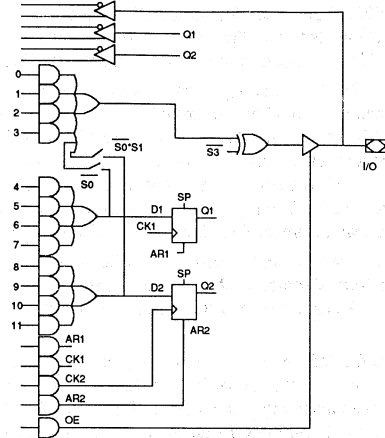 Q1
Q2
0
1
2
3
S0*S1
S3
I/O
S0
4
5
6
7
SP
D1
Q1
CK1
AR1
8
9
10
11
SP
D2
Q2
AR2
AR1
CK1
CK2
AR2
OE